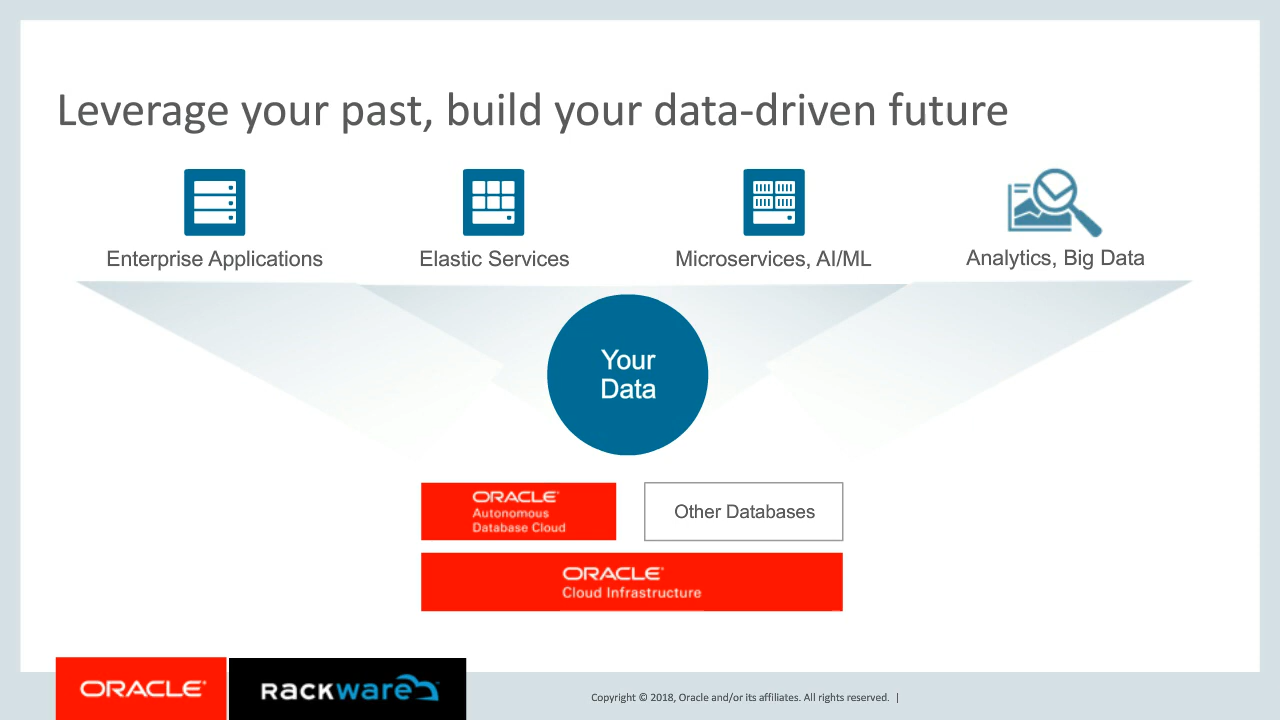 Leverage your past, build your data-driven future
Enterprise Applications
Elastic Services
Microservices, AI/ML
Analytics, Big Data
Your
Data
ORACLE®
Autonomous
Database Cloud
Other Databases
ORACLE®
Cloud Infrastructure
ORACLE®
RACKWARE
Copyright © 2018, Oracle and/or its affiliates. All rights reserved. |